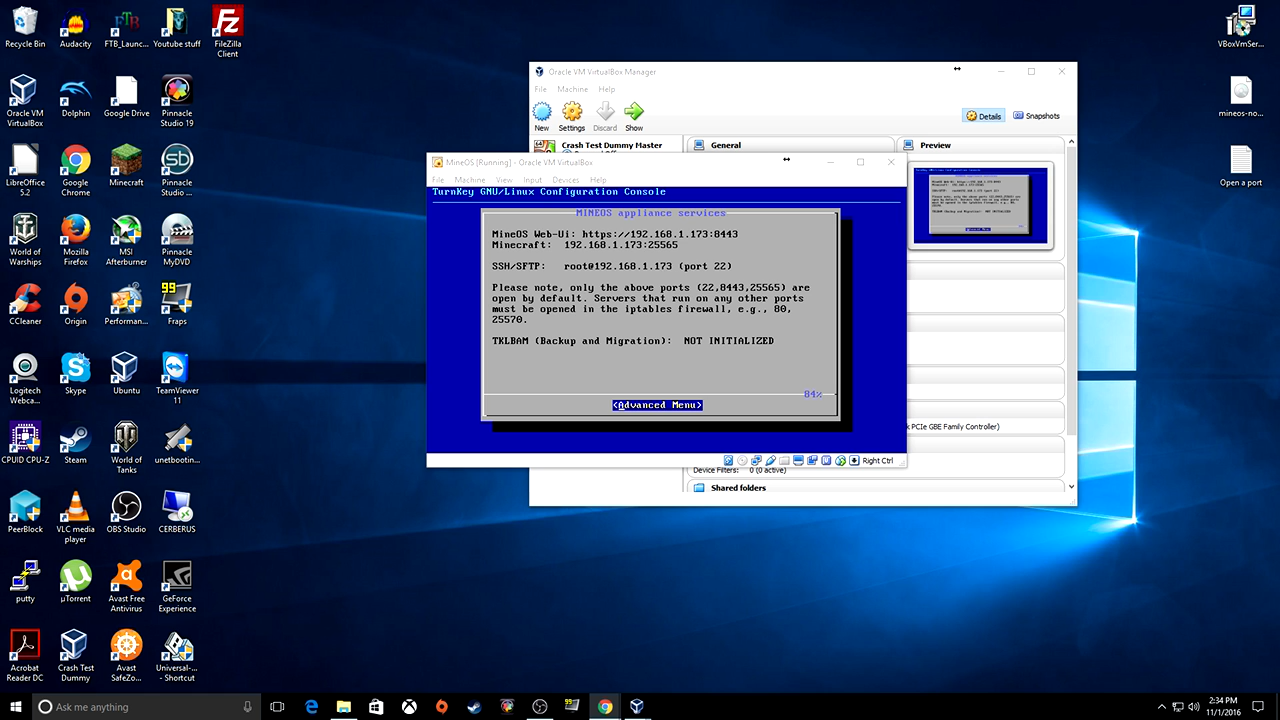 Recycle Bin
Audacity
FTB_Launc...
Youtube stuff
FileZilla
Client
Oracle VM
VirtualBox
Dolphin
Google Drive
Pinnacle
Studio 19
LibreOffice
5.2
Google
Chrome
Minecraft
Pinnacle
World of
Warships
Mozilla
Firefox
MSI
Afterburner
Pinnacle
MyDVD
CCleaner
Origin
Performan...
99
Fraps
Logitech
Webca...
Skype
Ubuntu
TeamViewer
11
CPUID CPU-Z
Steam
World of
Tanks
unetbootin...
PeerBlock
VLC media
player
OBS Studio
CERBERUS
putty
µTorrent
Avast Free
Antivirus
GeForce
Experience
Acrobat
Reader DC
Crash Test
Dummy
Avast
SafeZo...
Universal-...
- Shortcut
VBoxVmSer...
mineos-no...
Open a port
Oracle VM VirtualBox Manager
File Machine Help
New Settings Discard Show
Details Snapshots
Crash Test Dummy Master
General
Preview
MineOS [Running] - Oracle VM VirtualBox
File Machine View Input Devices Help
TurnKey GNU/Linux Configuration Console
MINEOS appliance services
MineOS Web-Ui: https://192.168.1.173:8443
Minecraft: 192.168.1.173:25565
SSH/SFTP: root@192.168.1.173 (port 22)
Please note, only the above ports (22,8443,25565) are
open by default. Servers that run on any other ports
must be opened in the iptables firewall, e.g., 80,
25570.
TKLBAM (Backup and Migration): NOT INITIALIZED
84%
<Advanced Menu>
Right Ctrl
PCIe GBE Family Controller)
Device Filters: 0 (0 active)
Shared folders
Ask me anything
2:34 PM
11/1/2016